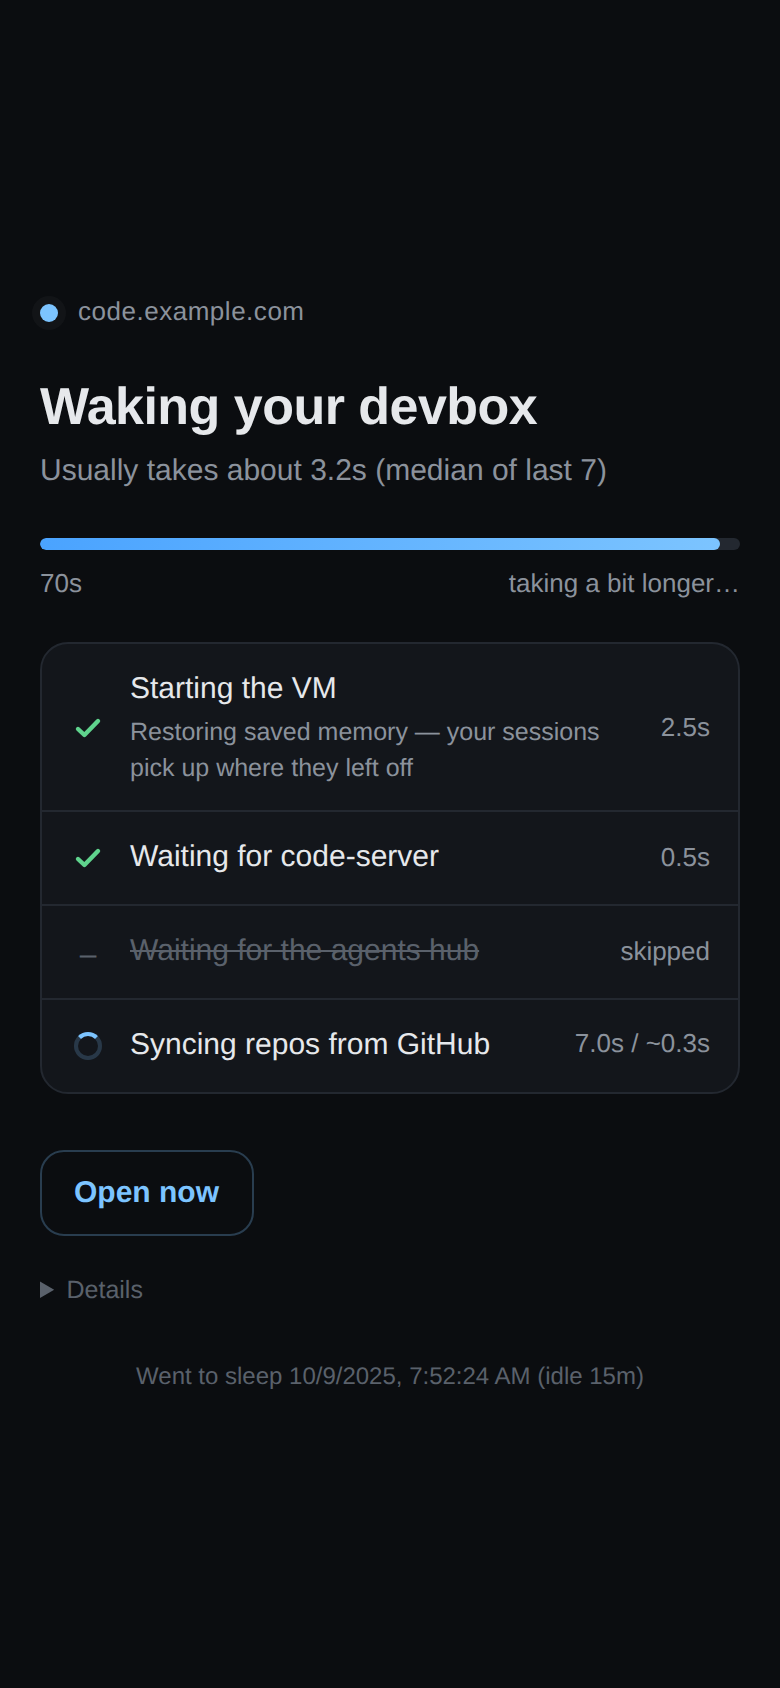 code.example.com
Waking your devbox
Usually takes about 3.2s (median of last 7)
70s
taking a bit longer…
Starting the VM
Restoring saved memory — your sessions
pick up where they left off
2.5s
Waiting for code-server
0.5s
– Waiting for the agents hub
skipped
Syncing repos from GitHub
7.0s / ~0.3s
Open now
Details
Went to sleep 10/9/2025, 7:52:24 AM (idle 15m)